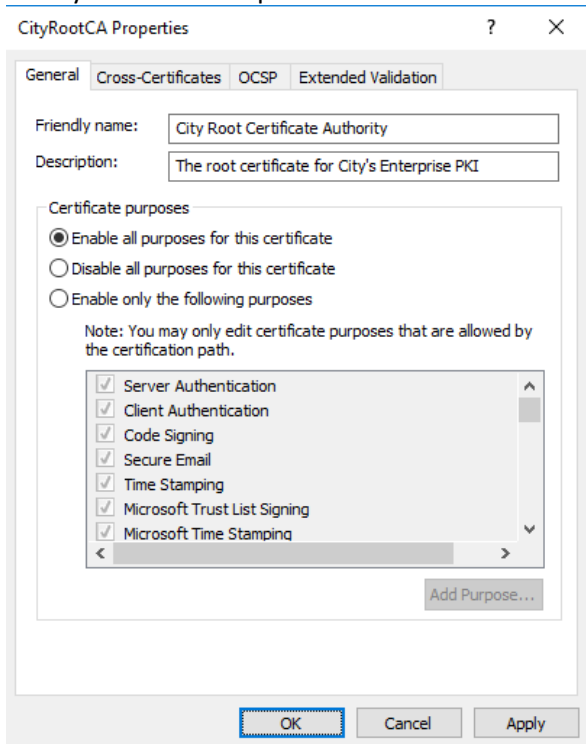 CityRootCA Properties ? ×
General Cross-Certificates OCSP Extended Validation
Friendly name: City Root Certificate Authority
Description: The root certificate for City's Enterprise PKI
Certificate purposes
Enable all purposes for this certificate
Disable all purposes for this certificate
Enable only the following purposes
Note: You may only edit certificate purposes that are allowed by
the certification path.
Server Authentication
Client Authentication
Code Signing
Secure Email
Time Stamping
Microsoft Trust List Signing
Microsoft Time Stamping
Add Purpose...
OK Cancel Apply